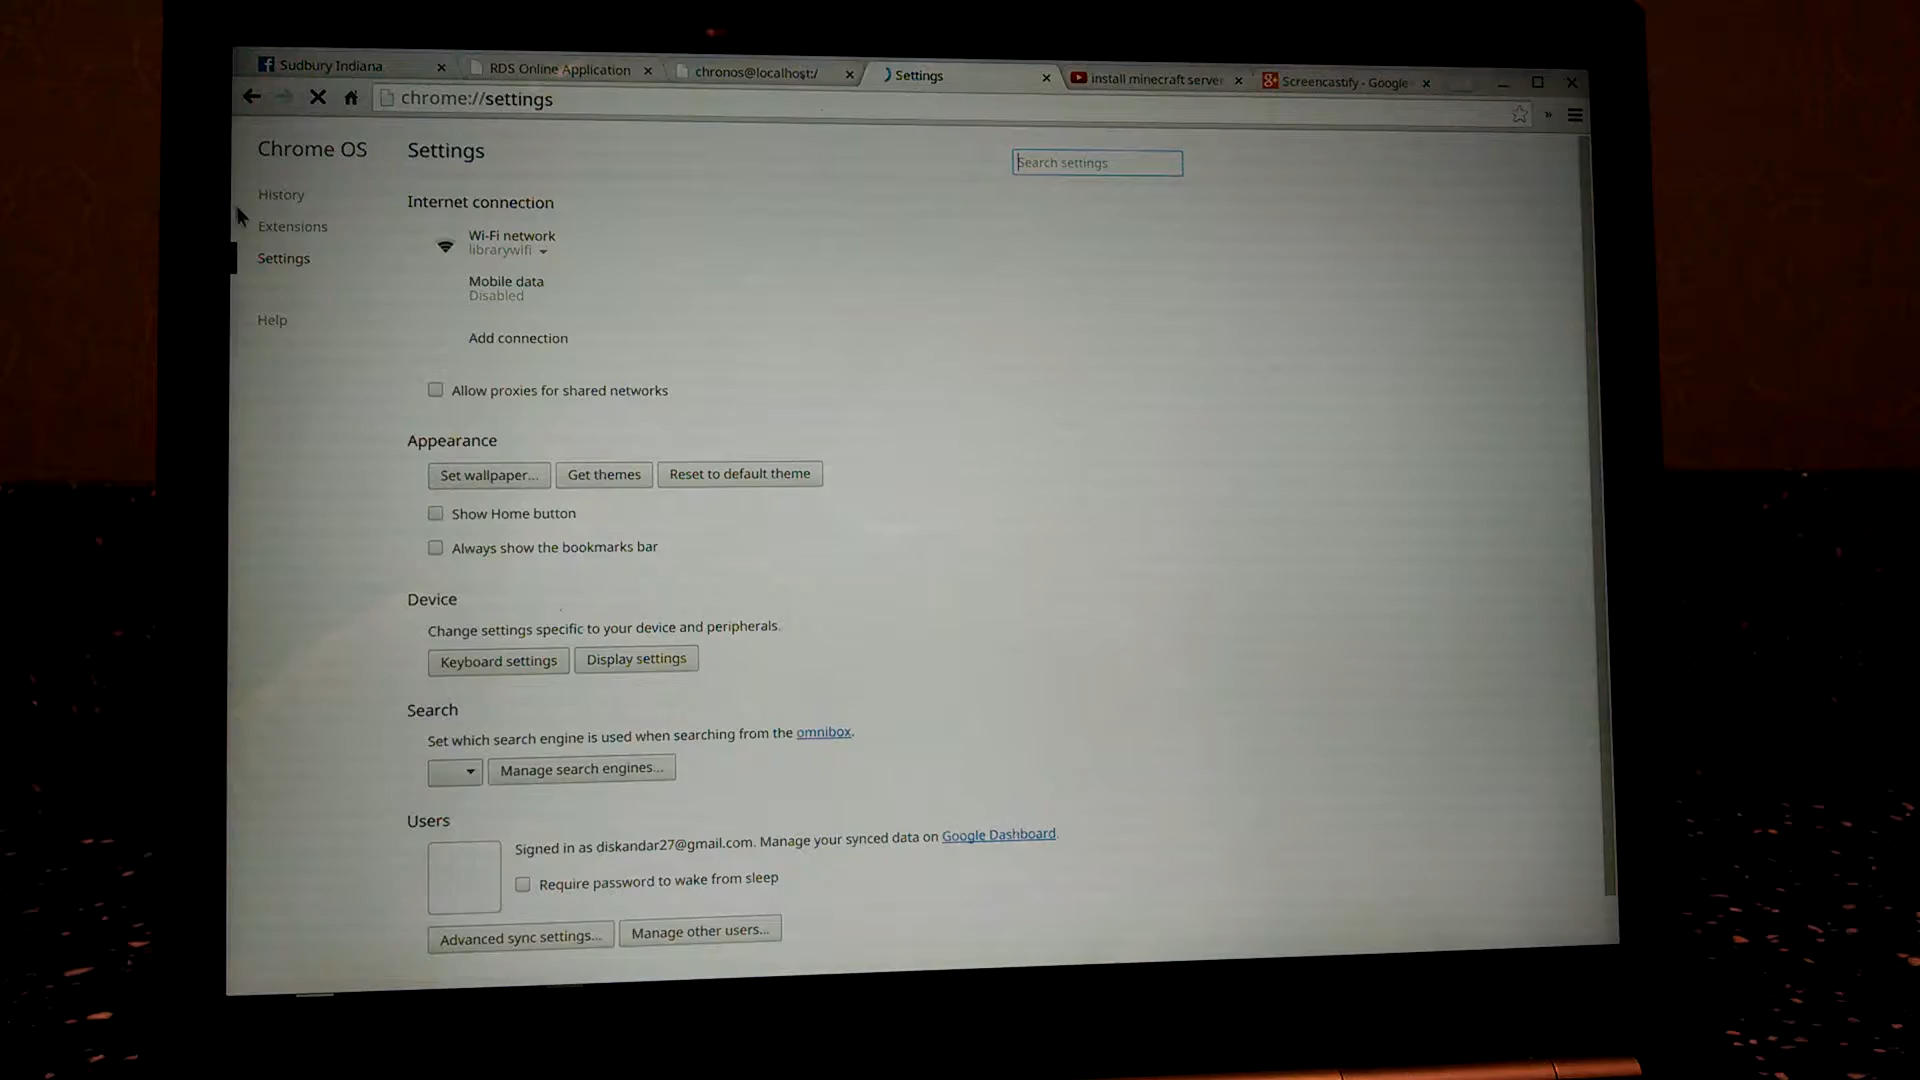 Sudbury Indiana
RDS Online Application
chronos@localhost:/
Settings
install minecraft server
Screencastify - Google
chrome://settings
Chrome OS
Settings
Search settings
History
Extensions
Settings
Help
Internet connection
Wi-Fi network
librarywifi
Mobile data
Disabled
Add connection
Allow proxies for shared networks
Appearance
Set wallpaper...
Get themes
Reset to default theme
Show Home button
Always show the bookmarks bar
Device
Change settings specific to your device and peripherals.
Keyboard settings
Display settings
Search
Set which search engine is used when searching from the omnibox.
Manage search engines...
Users
Signed in as diskandar27@gmail.com. Manage your synced data on Google Dashboard.
Require password to wake from sleep
Advanced sync settings...
Manage other users...